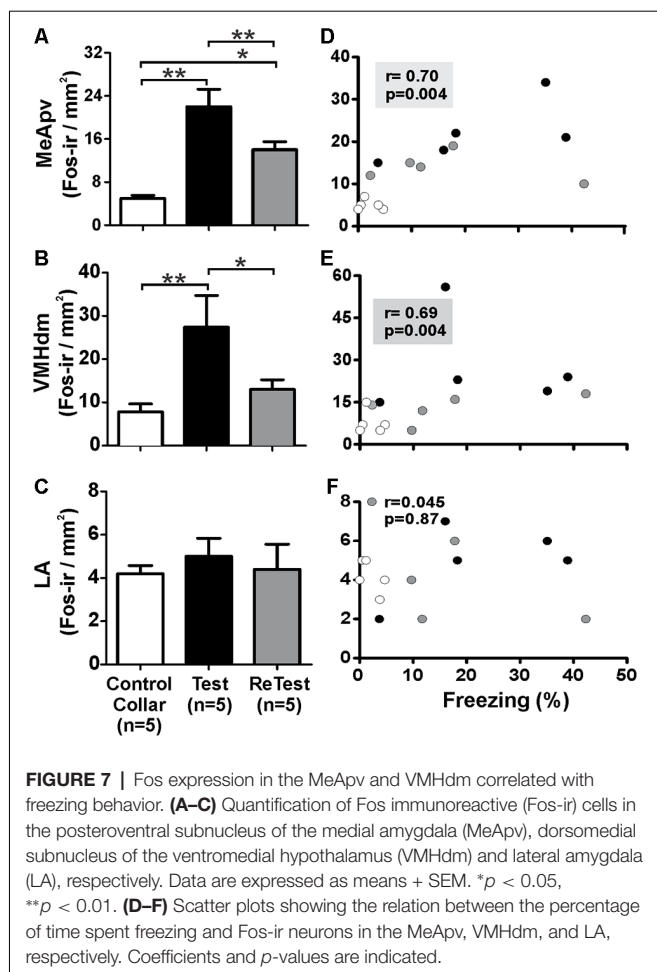 A
**
*
**
MeApv
(Fos-ir / mm²)
32
24
16
8
0
D
r= 0.70
p=0.004
40
30
20
10
0
B
**
*
VMHdm
(Fos-ir / mm²)
40
30
20
10
0
E
r= 0.69
p=0.004
60
45
30
15
0
C
LA
(Fos-ir / mm²)
8
6
4
2
0
Control
Collar
(n=5)
Test
(n=5)
ReTest
(n=5)
F
r=0.045
p=0.87
8
6
4
2
0
0 10 20 30 40 50
Freezing (%)
FIGURE 7 | Fos expression in the MeApv and VMHdm correlated with
freezing behavior. (A–C) Quantification of Fos immunoreactive (Fos-ir) cells in
the posteroventral subnucleus of the medial amygdala (MeApv), dorsomedial
subnucleus of the ventromedial hypothalamus (VMHdm) and lateral amygdala
(LA), respectively. Data are expressed as means + SEM. *p < 0.05,
**p < 0.01. (D–F) Scatter plots showing the relation between the percentage
of time spent freezing and Fos-ir neurons in the MeApv, VMHdm, and LA,
respectively. Coefficients and p-values are indicated.